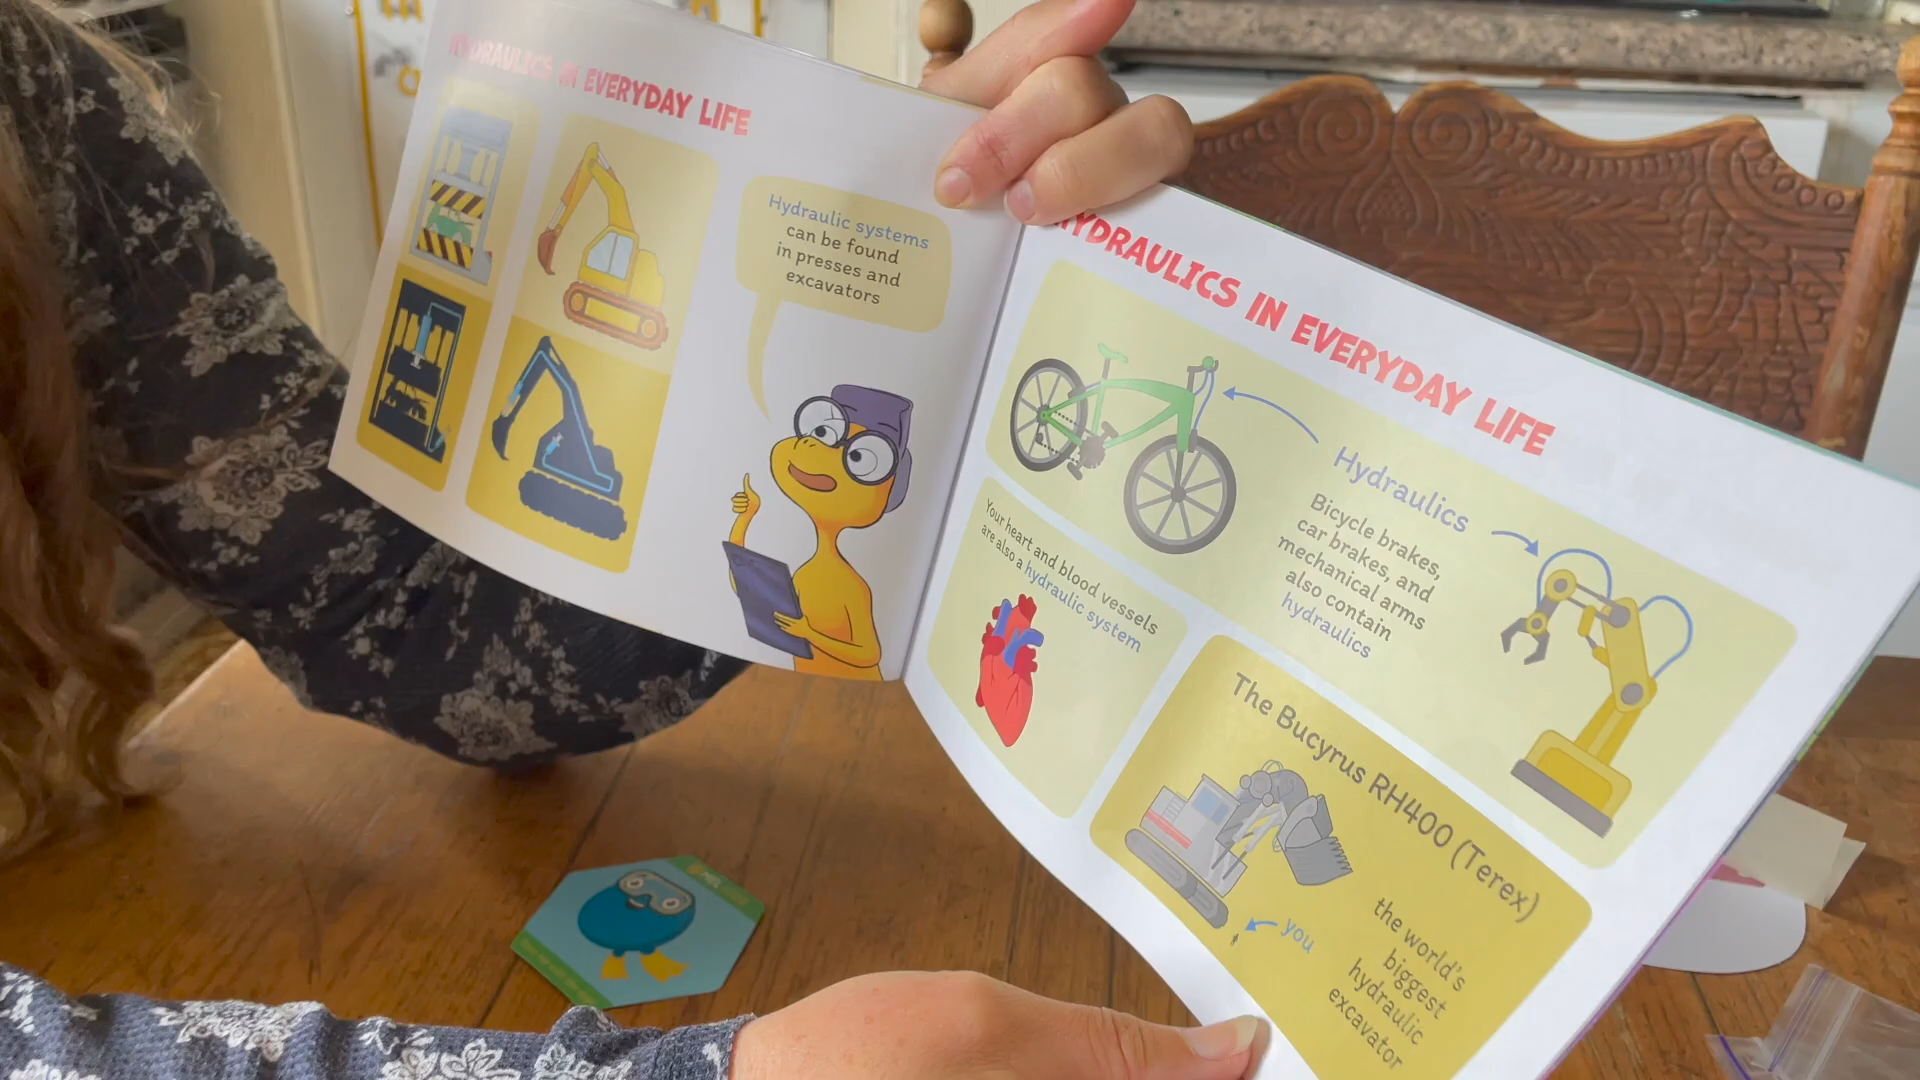 HYDRAULICS IN EVERYDAY LIFE
Hydraulic systems
can be found
in presses and
excavators
HYDRAULICS IN EVERYDAY LIFE
Hydraulics
Bicycle brakes,
car brakes, and
mechanical arms
also contain
hydraulics
Your heart and blood vessels
are also a hydraulic system
The Bucyrus RH400 (Terex)
you
the world's
biggest
hydraulic
excavator